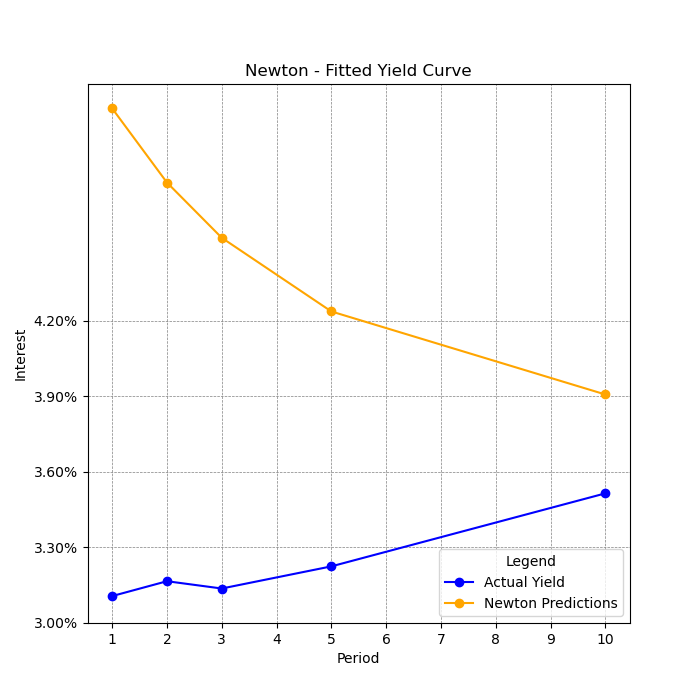 Newton - Fitted Yield Curve
Interest
4.20%
3.90%
3.60%
3.30%
3.00%
Legend
Actual Yield
Newton Predictions
1 2 3 4 5 6 7 8 9 10
Period